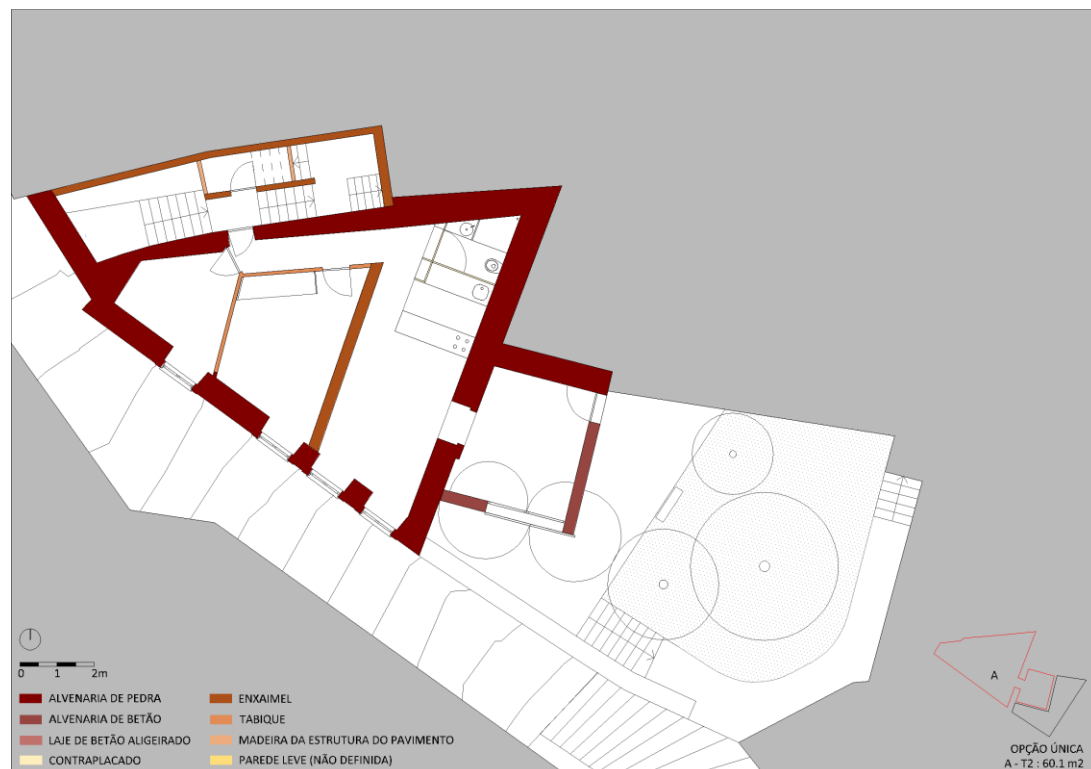 0 1 2m
ALVENARIA DE PEDRA
ALVENARIA DE BETÃO
LAJE DE BETÃO ALIGEIRADO
CONTRAPLACADO
ENXAIMEL
TABIQUE
MADEIRA DA ESTRUTURA DO PAVIMENTO
PAREDE LEVE (NÃO DEFINIDA)
A
OPÇÃO ÚNICA
A - T2 : 60.1 m2